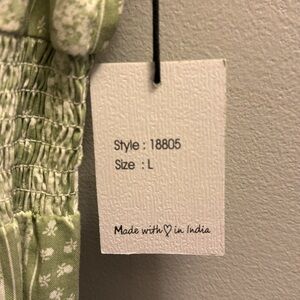 Style : 18805
Size : L
Made with♡in India